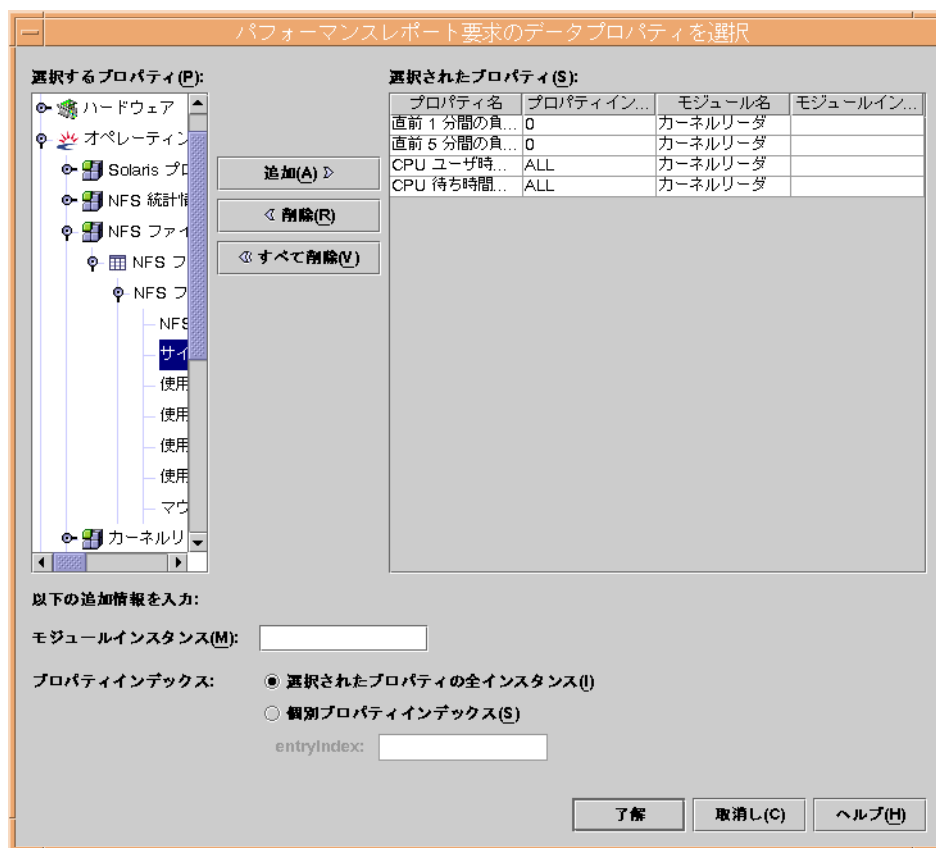 パフォーマンスレポート要求のデータプロパティを選択
選択するプロパティ(P):
ハードウェア
オペレーティン
Solaris プロ
NFS 統計情
NFS ファイ
NFS フ
NFS フ
NFS
サイ
使用
使用
使用
使用
マウ
カーネルリ
追加(A)
削除(R)
すべて削除(V)
選択されたプロパティ(S):
プロパティ名 プロパティイン... モジュール名 モジュールイン...
直前 1 分間の負... 0 カーネルリーダ
直前 5 分間の負... 0 カーネルリーダ
CPU ユーザ時... ALL カーネルリーダ
CPU 待ち時間... ALL カーネルリーダ
以下の追加情報を入力:
モジュールインスタンス(M):
プロパティインデックス:
選択されたプロパティの全インスタンス(I)
個別プロパティインデックス(S)
entryIndex:
了解
取消し(C)
ヘルプ(H)